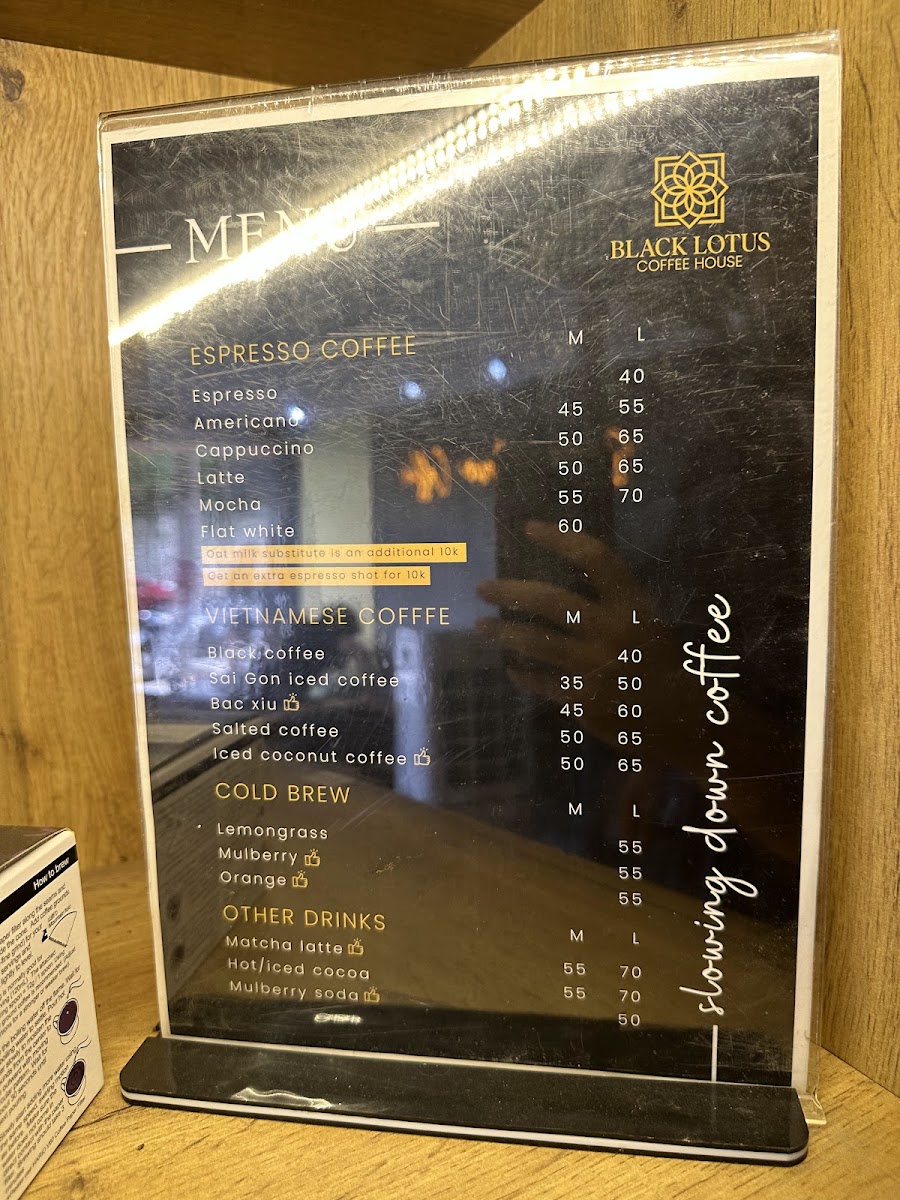 MENU
BLACK LOTUS
COFFEE HOUSE
ESPRESSO COFFEE M L
Espresso 40
Americano 45 55
Cappuccino 50 65
Latte 50 65
Mocha 55 70
Flat white 60
Oat milk substitute is an additional 10k
Get an extra espresso shot for 10k
VIETNAMESE COFFFE M L
Black coffee 40
Sai Gon iced coffee 35 50
Bac xiu 45 60
Salted coffee 50 65
Iced coconut coffee 50 65
COLD BREW M L
Lemongrass 55
Mulberry 55
Orange 55
OTHER DRINKS M L
Matcha latte 55 70
Hot/iced cocoa 55 70
Mulberry soda 50
slowing down coffee
How to brew